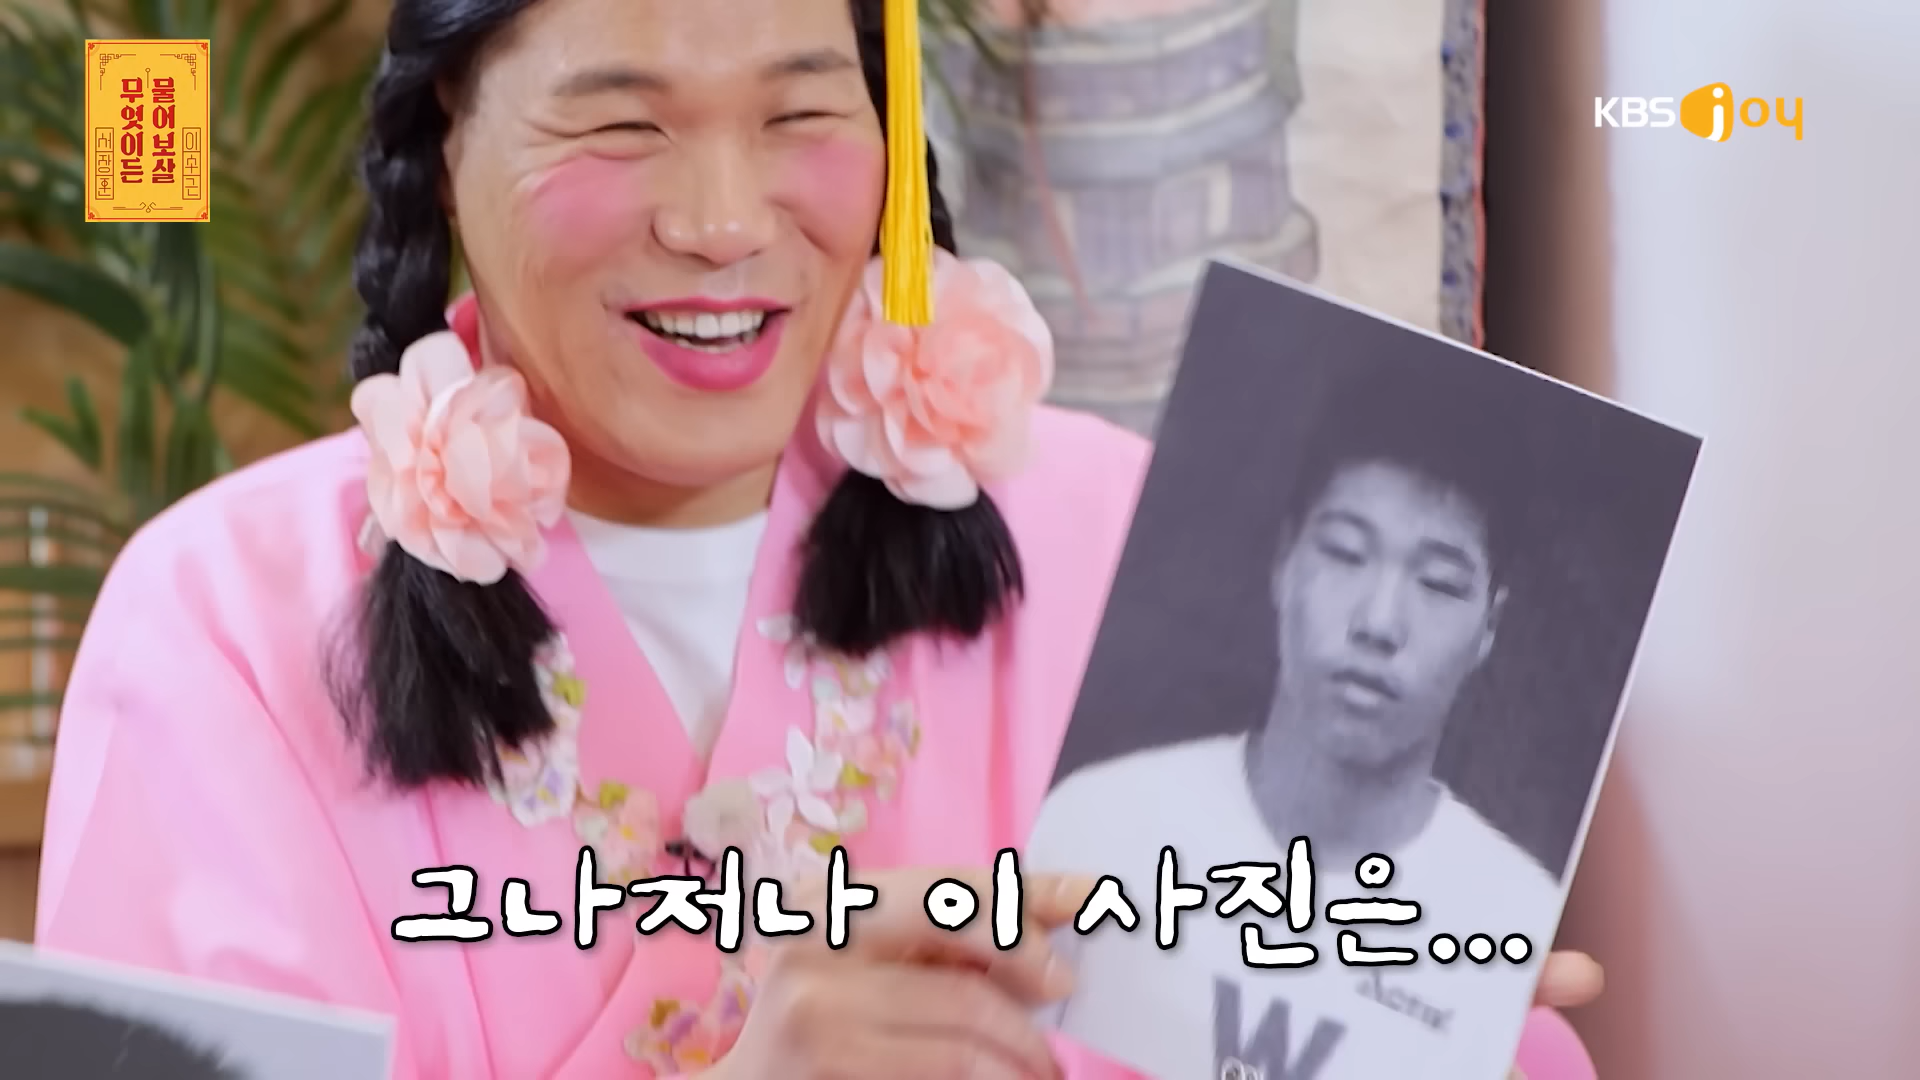 무엇이든
물어보살
서장훈
이수근
KBS joy
그나저나 이 사진은...
Active
W